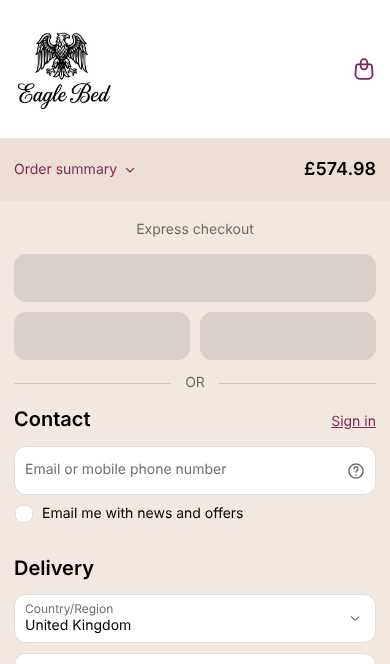 Eagle Bed
Order summary
£574.98
Express checkout
OR
Contact
Sign in
Email or mobile phone number
Email me with news and offers
Delivery
Country/Region
United Kingdom